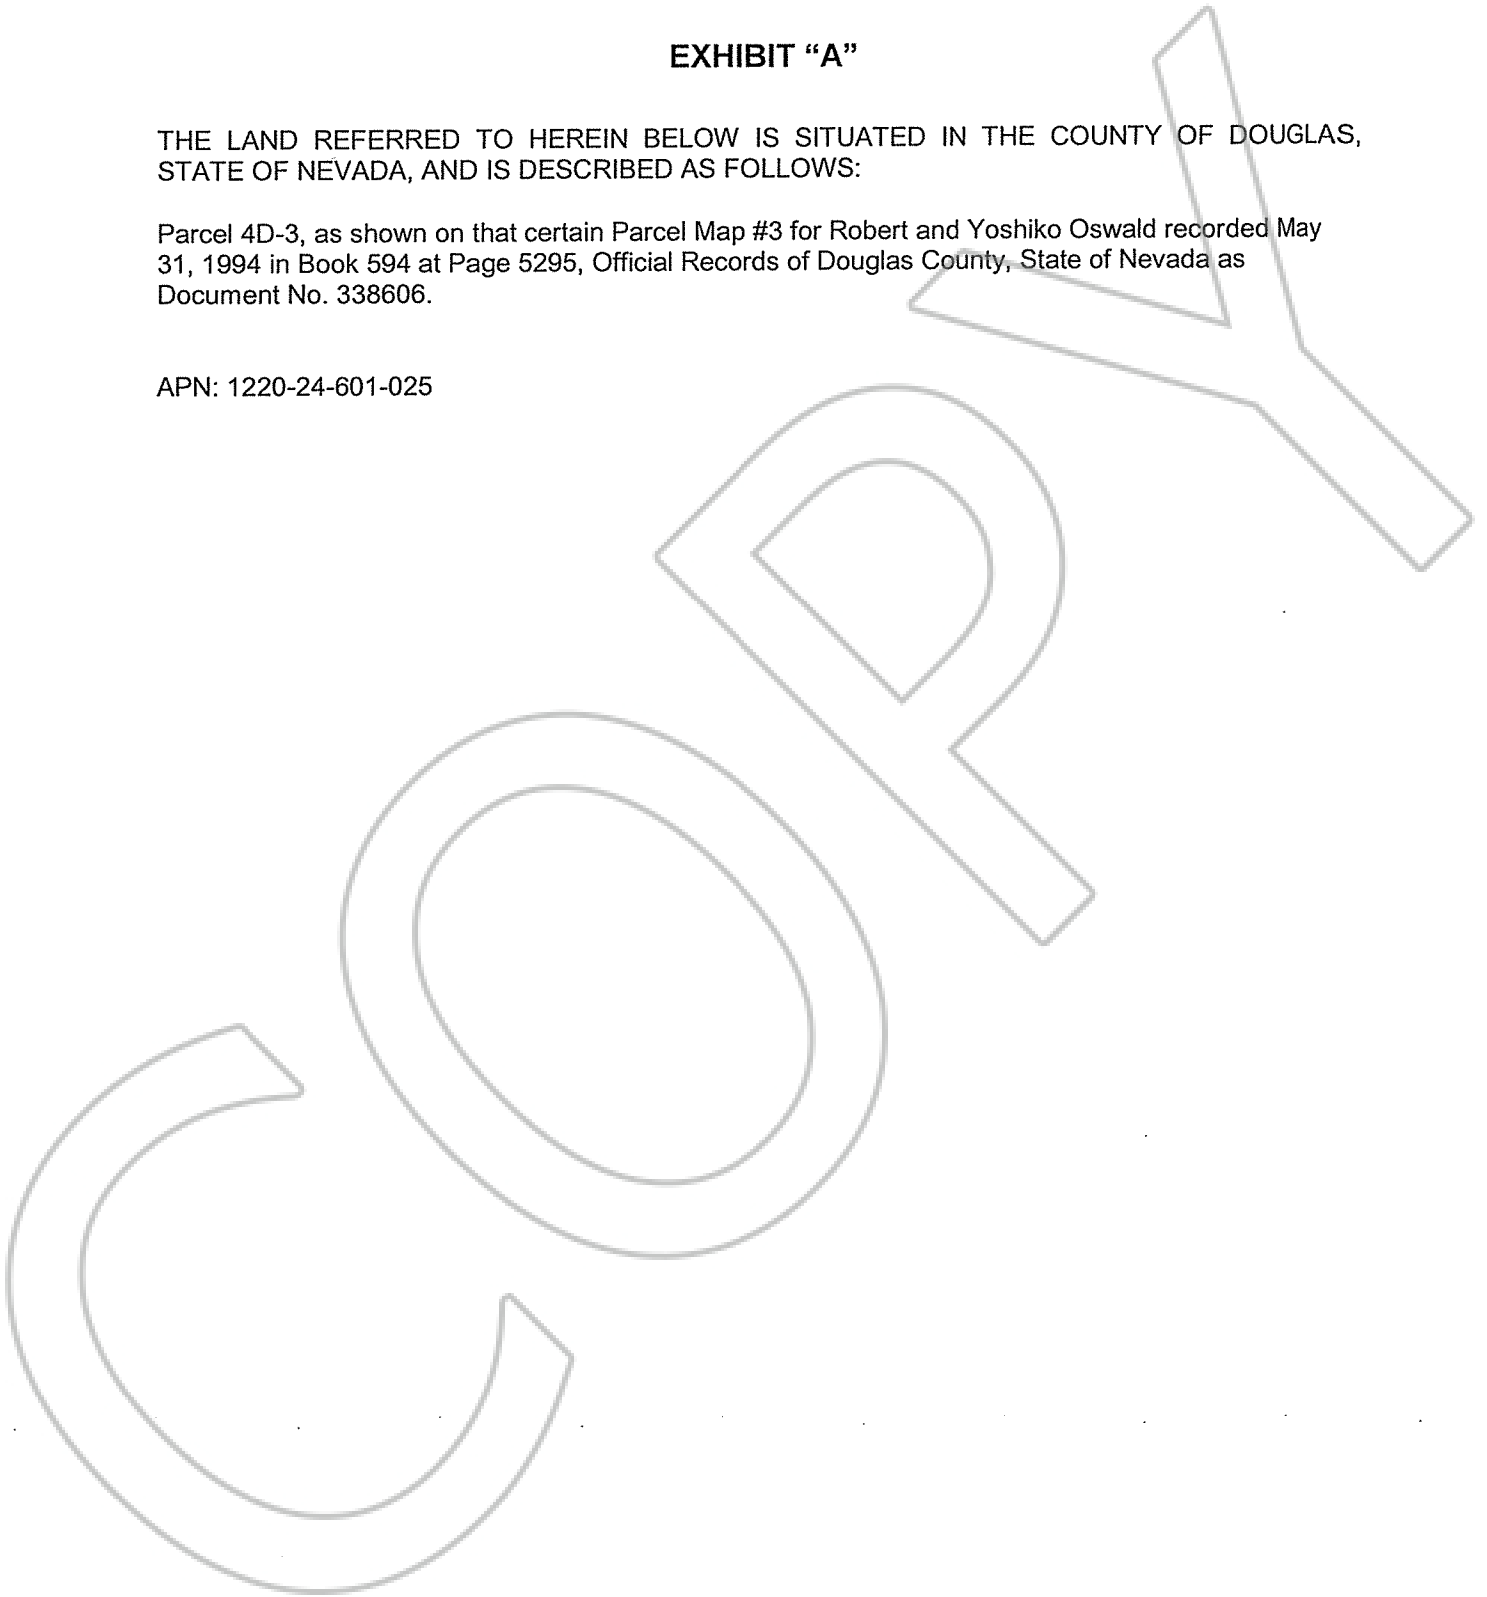 EXHIBIT “A”
THE LAND REFERRED TO HEREIN BELOW IS SITUATED IN THE COUNTY OF DOUGLAS,
STATE OF NEVADA, AND IS DESCRIBED AS FOLLOWS:
Parcel 4D-3, as shown on that certain Parcel Map #3 for Robert and Yoshiko Oswald recorded May
31, 1994 in Book 594 at Page 5295, Official Records of Douglas County, State of Nevada as
Document No. 338606.
APN: 1220-24-601-025
COPY